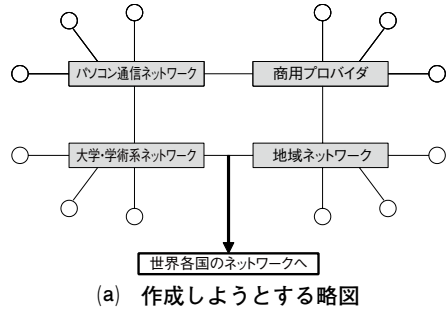 パソコン通信ネットワーク
商用プロバイダ
大学・学術系ネットワーク
地域ネットワーク
世界各国のネットワークへ
(a) 作成しようとする略図